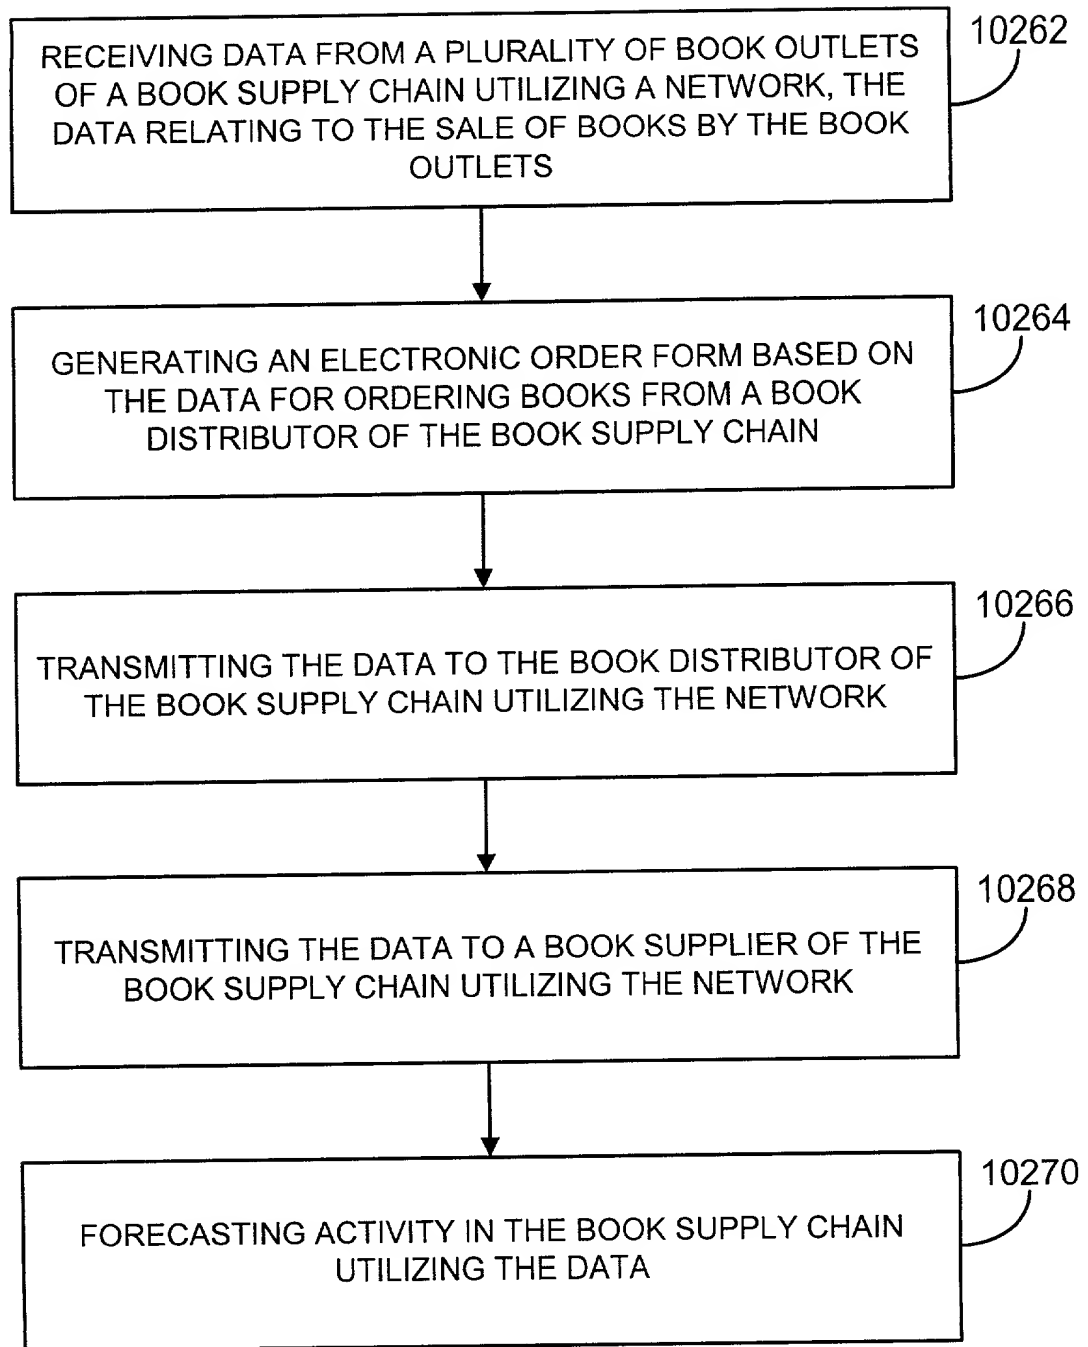 10262
RECEIVING DATA FROM A PLURALITY OF BOOK OUTLETS
OF A BOOK SUPPLY CHAIN UTILIZING A NETWORK, THE
DATA RELATING TO THE SALE OF BOOKS BY THE BOOK
OUTLETS
10264
GENERATING AN ELECTRONIC ORDER FORM BASED ON
THE DATA FOR ORDERING BOOKS FROM A BOOK
DISTRIBUTOR OF THE BOOK SUPPLY CHAIN
10266
TRANSMITTING THE DATA TO THE BOOK DISTRIBUTOR OF
THE BOOK SUPPLY CHAIN UTILIZING THE NETWORK
10268
TRANSMITTING THE DATA TO A BOOK SUPPLIER OF THE
BOOK SUPPLY CHAIN UTILIZING THE NETWORK
10270
FORECASTING ACTIVITY IN THE BOOK SUPPLY CHAIN
UTILIZING THE DATA